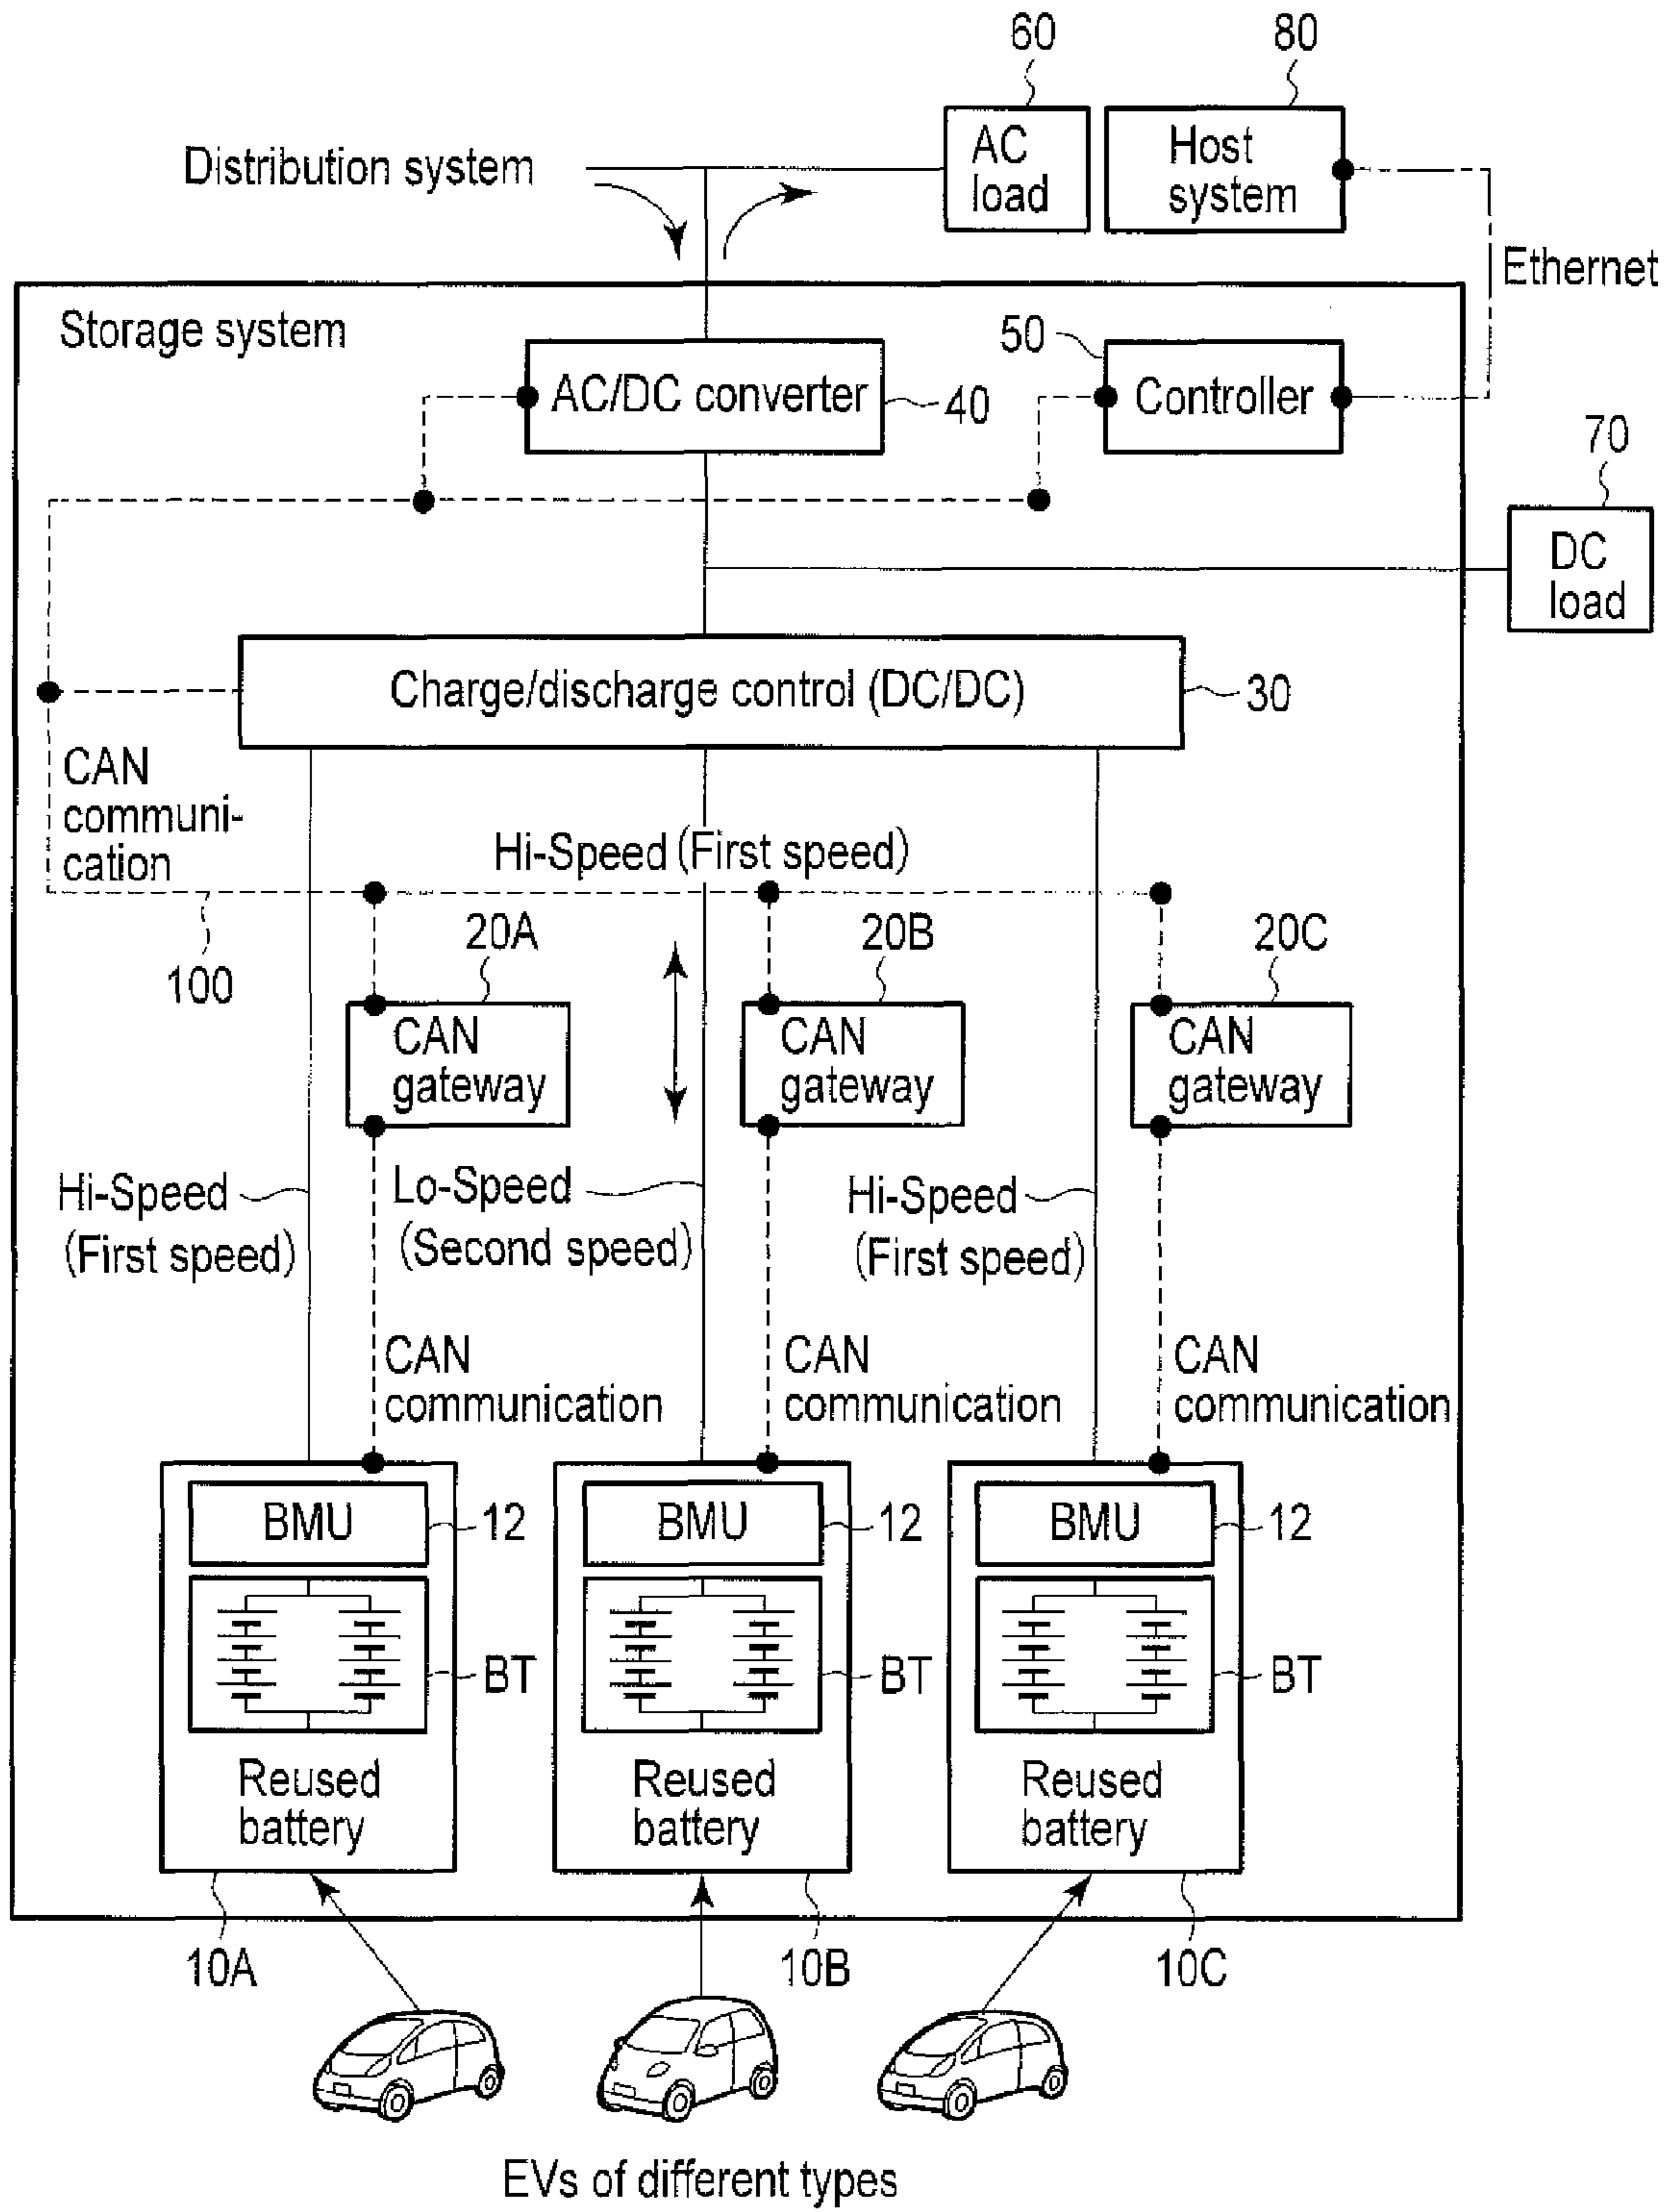 60
80
Distribution system
AC
load
Host
system
Ethernet
Storage system
50
AC/DC converter
40
Controller
70
DC
load
Charge/discharge control (DC/DC)
30
CAN
communi-
cation
Hi-Speed (First speed)
100
20A
20B
20C
CAN
gateway
CAN
gateway
CAN
gateway
Hi-Speed
(First speed)
Lo-Speed
(Second speed)
Hi-Speed
(First speed)
CAN
communication
CAN
communication
CAN
communication
BMU
12
BMU
12
BMU
12
BT
BT
BT
Reused
battery
Reused
battery
Reused
battery
10A
10B
10C
EVs of different types